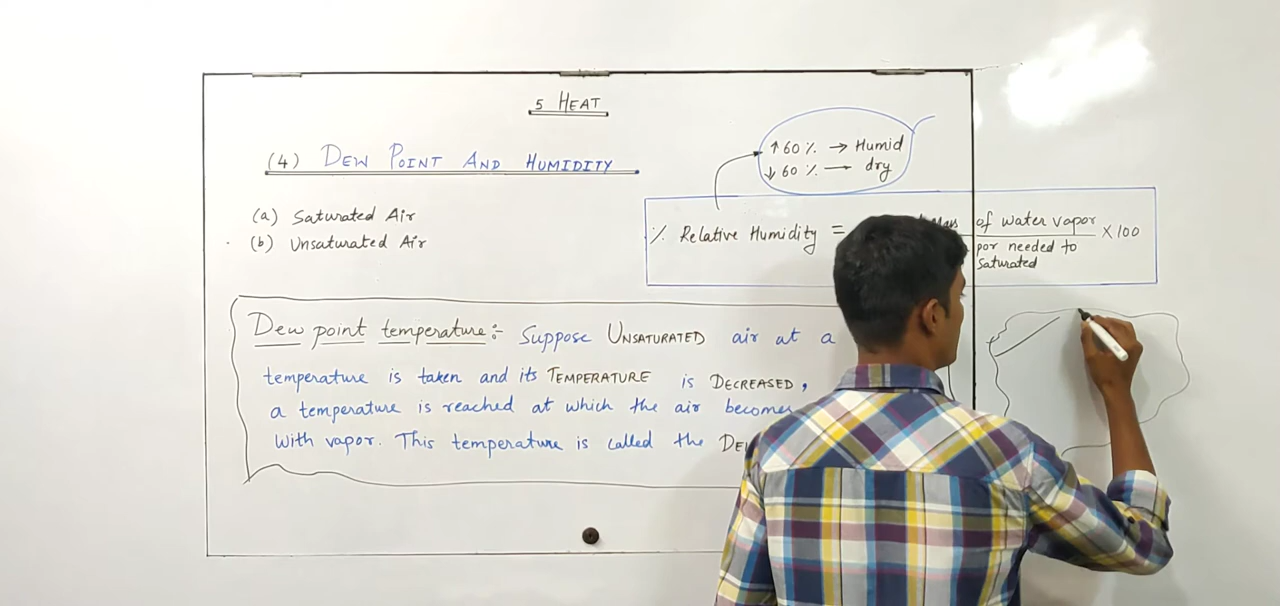 5 HEAT
(4) DEW POINT AND HUMIDITY
↑ 60 % → Humid
↓ 60 % → dry
(a) Saturated Air
(b) Unsaturated Air
% Relative Humidity = of water vapor × 100
needed to
saturated
Dew point temperature :- Suppose UNSATURATED air at a
temperature is taken and its TEMPERATURE is DECREASED,
a temperature is reached at which the air becomes
with vapor. This temperature is called the